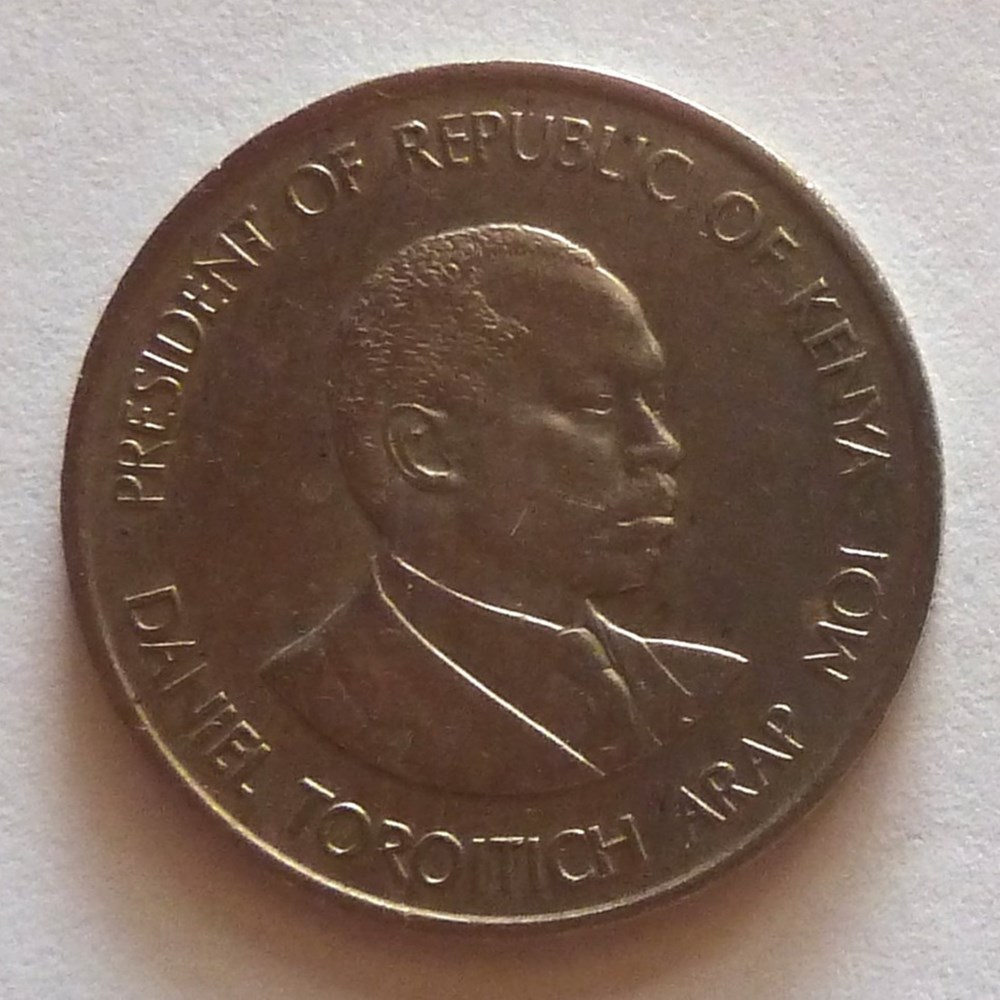 PRESIDENT OF REPUBLIC OF KENYA
DANIEL TOROITICH ARAP MOI